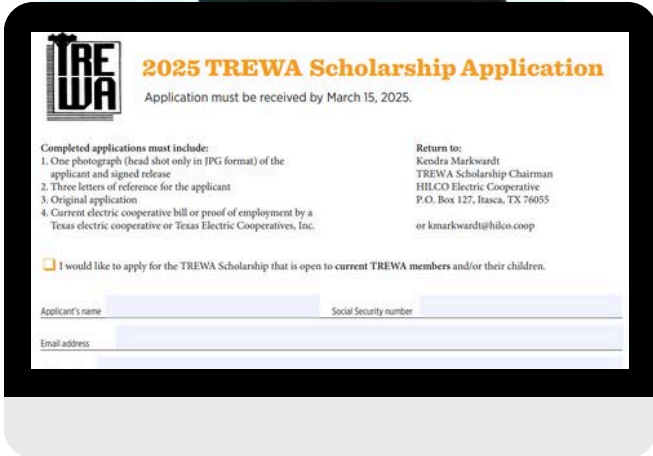 TRE
WA
2025 TREWA Scholarship Application
Application must be received by March 15, 2025.
Completed applications must include:
1. One photograph (head shot only in JPG format) of the
applicant and signed release
2. Three letters of reference for the applicant
3. Original application
4. Current electric cooperative bill or proof of employment by a
Texas electric cooperative or Texas Electric Cooperatives, Inc.
Return to:
Kendra Markwardt
TREWA Scholarship Chairman
HILCO Electric Cooperative
P.O. Box 127, Itasca, TX 76055
or kmarkwardt@hilco.coop
I would like to apply for the TREWA Scholarship that is open to current TREWA members and/or their children.
Applicant's name
Social Security number
Email address